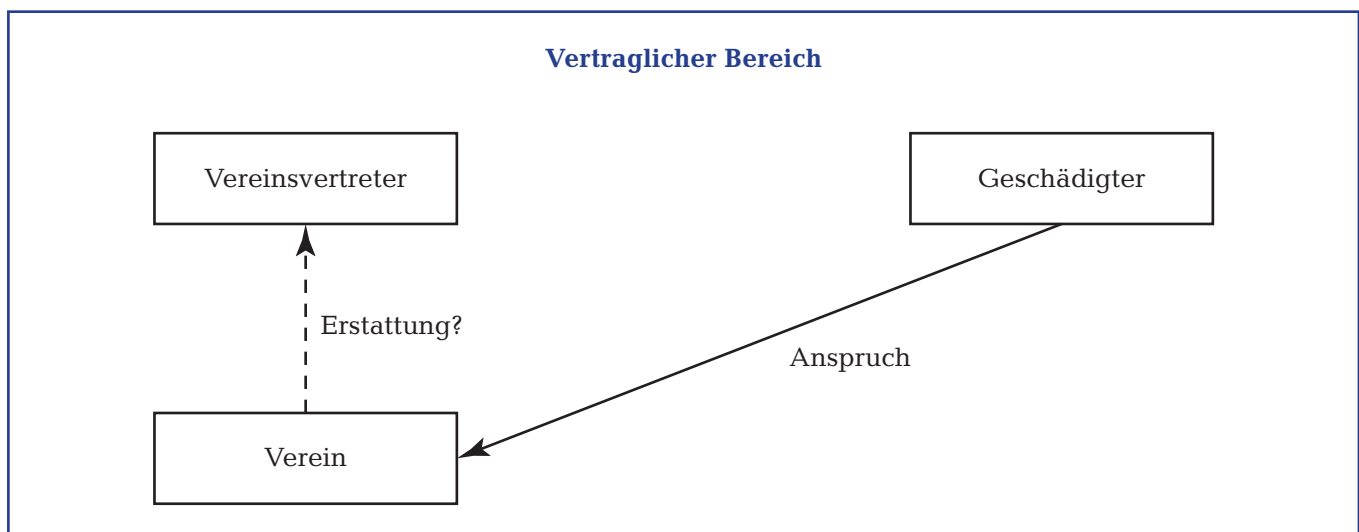 Vertraglicher Bereich
Vereinsvertreter
Geschädigter
Erstattung?
Anspruch
Verein